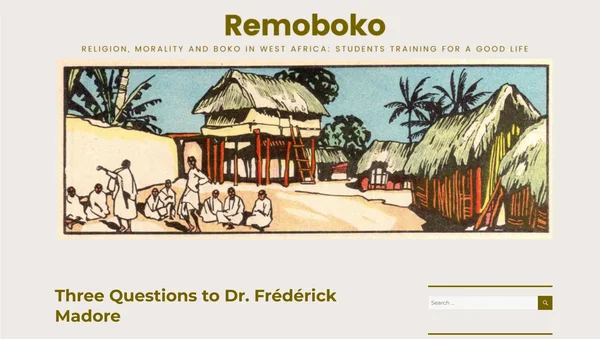 Remoboko
RELIGION, MORALITY AND BOKO IN WEST AFRICA: STUDENTS TRAINING FOR A GOOD LIFE
Three Questions to Dr. Frédérick
Madore
Search …